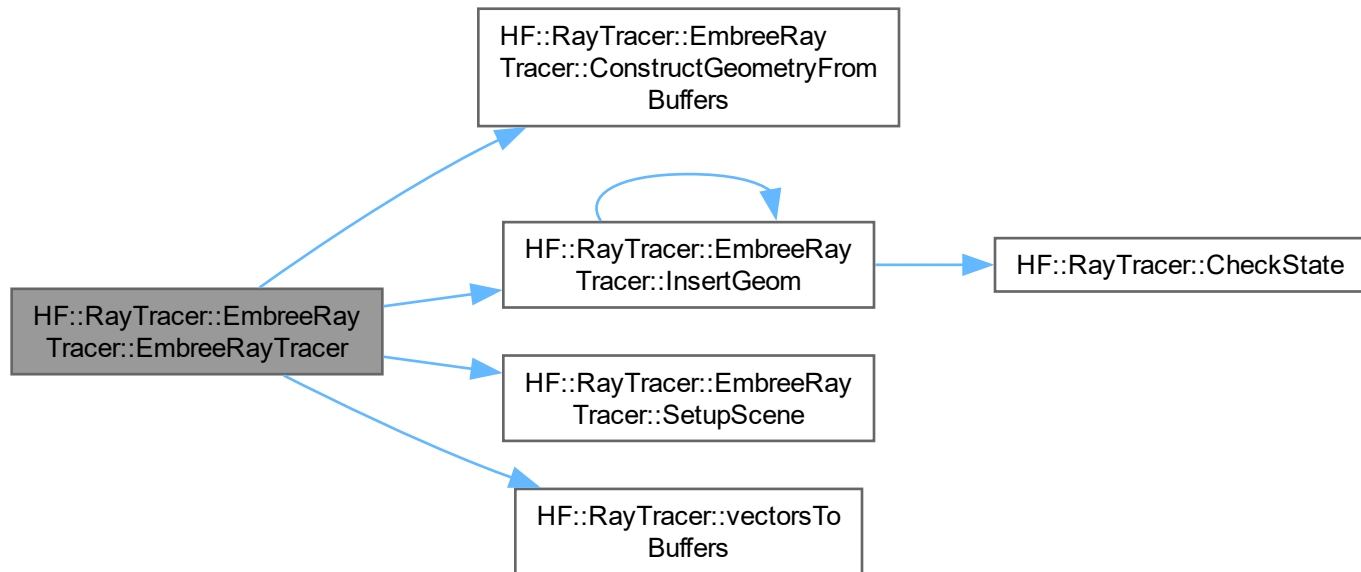 HF::RayTracer::EmbreeRay
Tracer::ConstructGeometryFrom
Buffers
HF::RayTracer::EmbreeRay
Tracer::InsertGeom
HF::RayTracer::CheckState
HF::RayTracer::EmbreeRay
Tracer::EmbreeRayTracer
HF::RayTracer::EmbreeRay
Tracer::SetupScene
HF::RayTracer::vectorsTo
Buffers